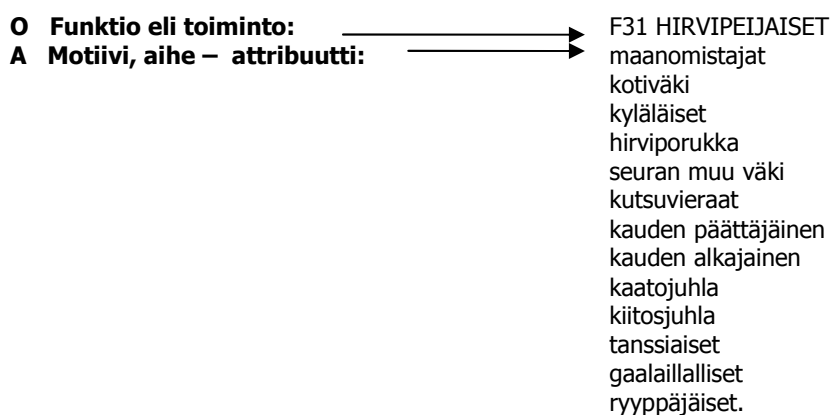 O Funktio eli toiminto: F31 HIRVIPEIJAISET
A Motiivi, aihe – attribuutti: maanomistajat
kotiväki
kyläläiset
hirviporukka
seuran muu väki
kutsuvieraat
kauden päättäjäinen
kauden alkajainen
kaatojuhla
kiitosjuhla
tanssiaiset
gaalaillalliset
ryyppäjäiset.